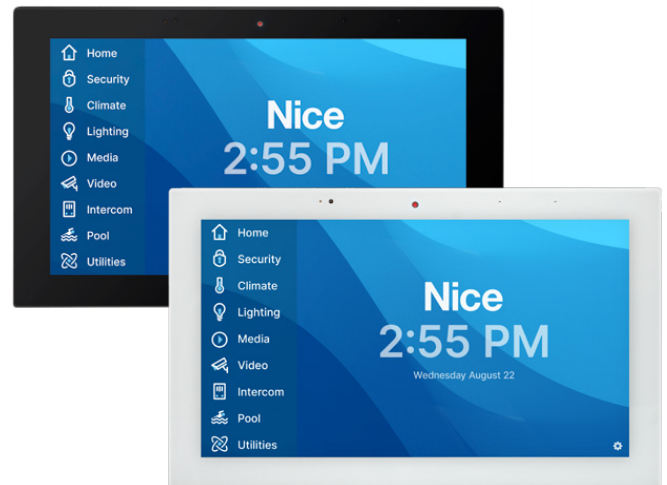 Home
Security
Climate
Lighting
Media
Video
Intercom
Pool
Utilities
Nice
2:55 PM
Home
Security
Climate
Lighting
Media
Video
Intercom
Pool
Utilities
Nice
2:55 PM
Wednesday August 22